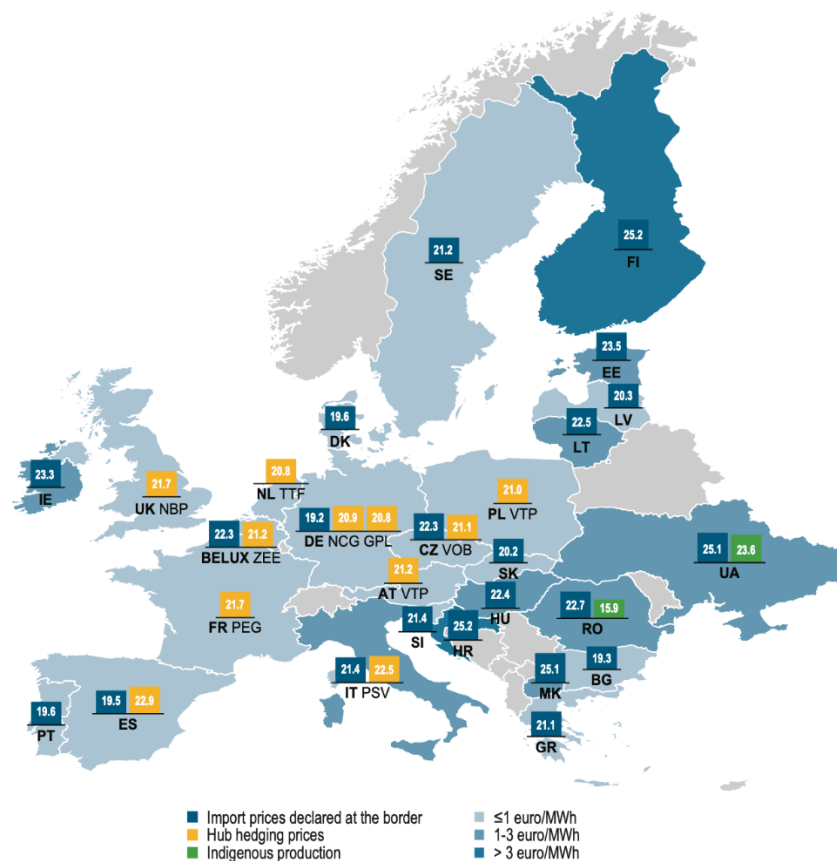 25.2
FI
21.2
SE
23.5
EE
20.3
LV
22.5
LT
19.6
DK
23.3
IE
21.7
UK NBP
20.8
NL TTF
19.2 20.9 20.8
DE NCG GPL
22.3 21.1
CZ VOB
21.0
PL VTP
22.3 21.2
BELUX ZEE
20.2
SK
25.1 23.6
UA
21.2
AT VTP
22.4
HU
22.7 15.9
RO
21.7
FR PEG
21.4
SI
25.2
HR
21.4 22.5
IT PSV
25.1
MK
19.3
BG
19.6
PT
19.5 22.9
ES
21.1
GR
Import prices declared at the border
Hub hedging prices
Indigenous production
≤1 euro/MWh
1-3 euro/MWh
> 3 euro/MWh